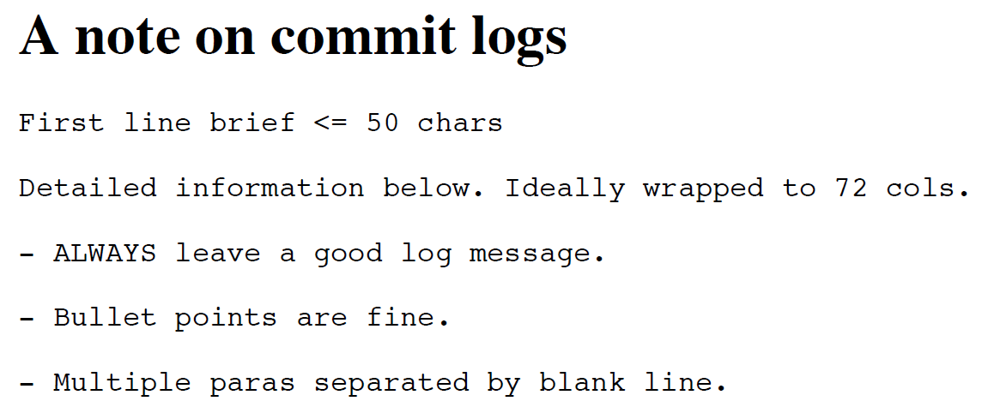 A note on commit logs
First line brief <= 50 chars
Detailed information below. Ideally wrapped to 72 cols.
- ALWAYS leave a good log message.
- Bullet points are fine.
- Multiple paras separated by blank line.